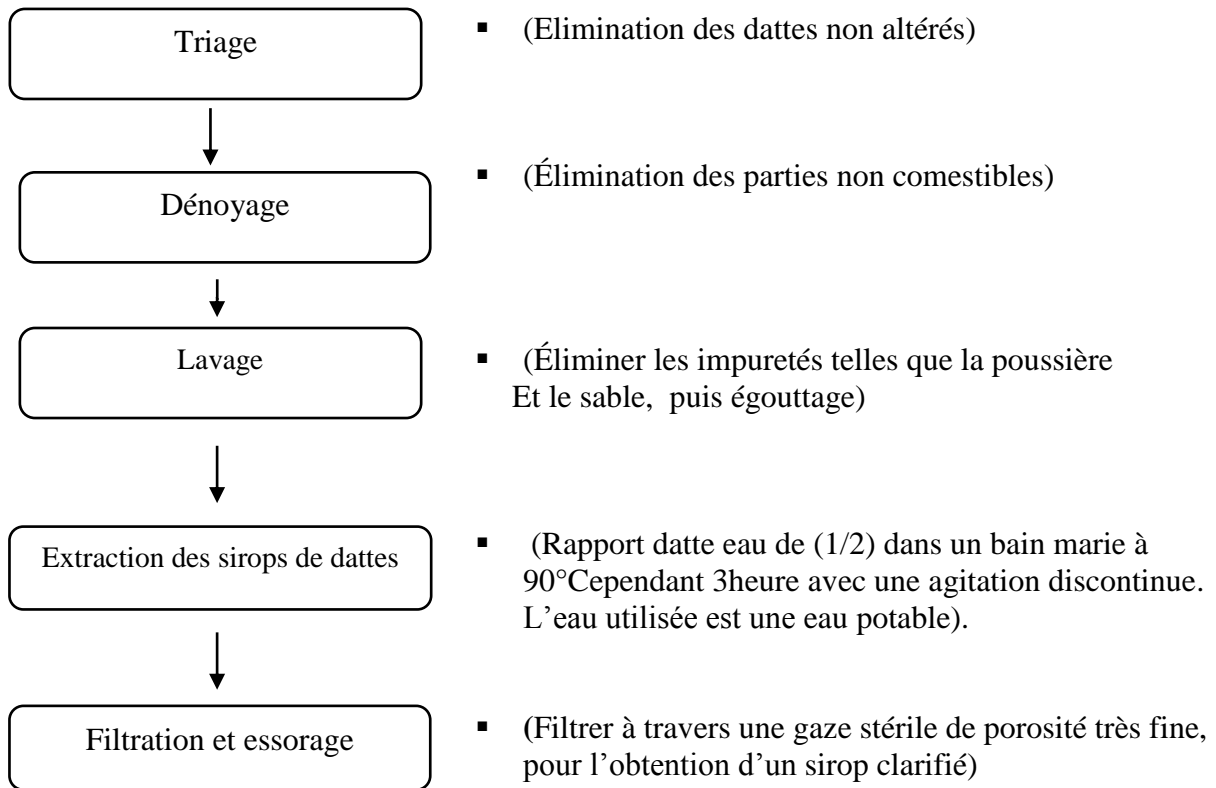 Triage
▪ (Elimination des dattes non altérés)
Dénoyage
▪ (Élimination des parties non comestibles)
Lavage
▪ (Éliminer les impuretés telles que la poussière
Et le sable, puis égouttage)
Extraction des sirops de dattes
▪ (Rapport datte eau de (1/2) dans un bain marie à
90°Cependant 3heure avec une agitation discontinue.
L’eau utilisée est une eau potable).
Filtration et essorage
▪ (Filtrer à travers une gaze stérile de porosité très fine,
pour l’obtention d’un sirop clarifié)